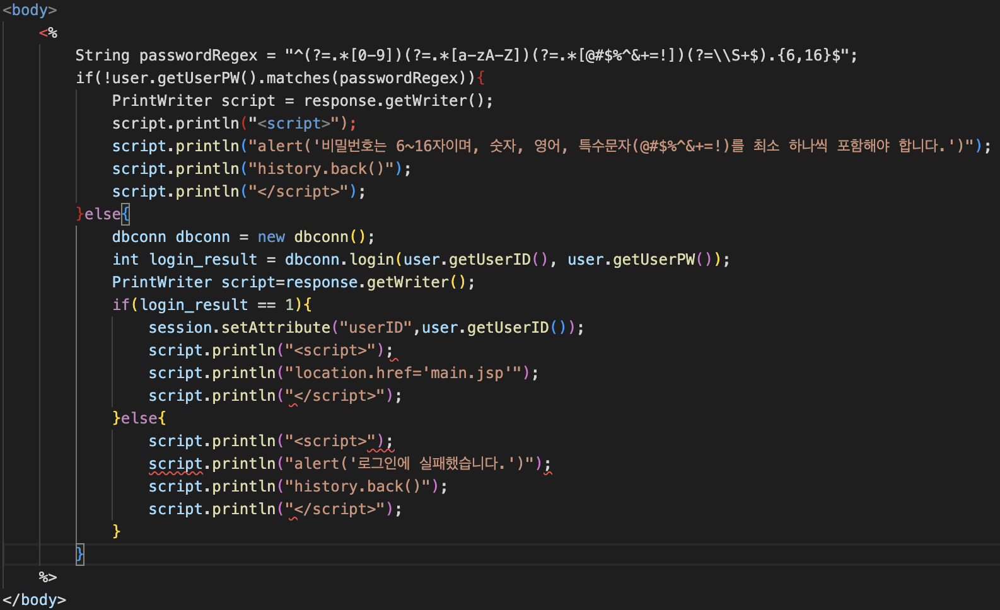 <body>
<%
String passwordRegex = "^(?=.*[0-9])(?=.*[a-zA-Z])(?=.*[@#$%^&+=!])(?=\\S+$).{6,16}$";
if(!user.getUserPW().matches(passwordRegex)){
PrintWriter script = response.getWriter();
script.println("<script>");
script.println("alert('비밀번호는 6~16자이며, 숫자, 영어, 특수문자(@#$%^&+=!)를 최소 하나씩 포함해야 합니다.')");
script.println("history.back()");
script.println("</script>");
}else{
dbconn dbconn = new dbconn();
int login_result = dbconn.login(user.getUserID(), user.getUserPW());
PrintWriter script=response.getWriter();
if(login_result == 1){
session.setAttribute("userID",user.getUserID());
script.println("<script>");
script.println("location.href='main.jsp'");
script.println("</script>");
}else{
script.println("<script>");
script.println("alert('로그인에 실패했습니다.')");
script.println("history.back()");
script.println("</script>");
}
}
%>
</body>